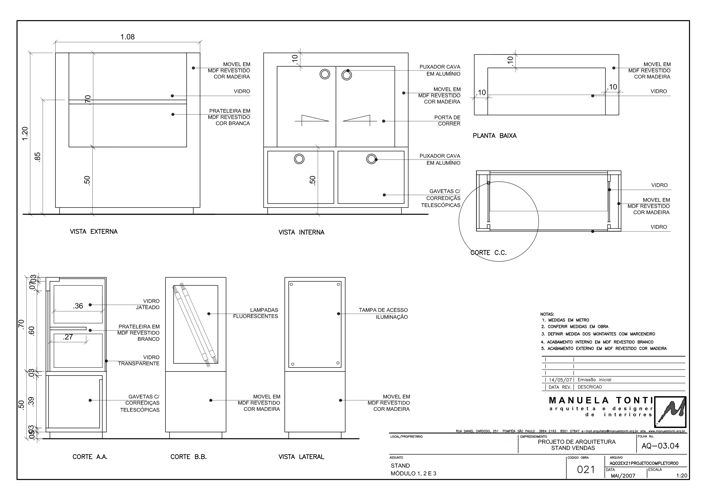 1.08
1.20
.85
.70
.50
MOVEL EM
MDF REVESTIDO
COR MADEIRA
VIDRO
PRATELEIRA EM
MDF REVESTIDO
COR BRANCA
VISTA EXTERNA
.10
.50
PUXADOR CAVA
EM ALUMÍNIO
MOVEL EM
MDF REVESTIDO
COR MADEIRA
PORTA DE
CORRER
PUXADOR CAVA
EM ALUMÍNIO
GAVETAS C/
CORREDIÇAS
TELESCÓPICAS
VISTA INTERNA
.10
.10
.10
MOVEL EM
MDF REVESTIDO
COR MADEIRA
VIDRO
PLANTA BAIXA
VIDRO
MOVEL EM
MDF REVESTIDO
COR MADEIRA
VIDRO
CORTE C.C.
.70
.50
.03
.07
.60
.03
.39
.03
.05
.36
.27
VIDRO
JATEADO
PRATELEIRA EM
MDF REVESTIDO
BRANCO
VIDRO
TRANSPARENTE
GAVETAS C/
CORREDIÇAS
TELESCÓPICAS
CORTE A.A.
LAMPADAS
FLUORESCENTES
MOVEL EM
MDF REVESTIDO
COR MADEIRA
CORTE B.B.
TAMPA DE ACESSO
ILUMINAÇÃO
MOVEL EM
MDF REVESTIDO
COR MADEIRA
VISTA LATERAL
NOTAS:
1. MEDIDAS EM METRO
2. CONFERIR MEDIDAS EM OBRA
3. DEFINIR MEDIDA DOS MONTANTES COM MARCENEIRO
4. ACABAMENTO INTERNO EM MDF REVESTIDO BRANCO
5. ACABAMENTO EXTERNO EM MDF REVESTIDO COR MADEIRA
14/05/07 Emissão inicial
DATA REV. DESCRICAO
MANUELA TONTI
arquiteta e designer
de interiores
LOCAL/PROPRIETÁRIO
EMPREENDIMENTO
PROJETO DE ARQUITETURA
STAND VENDAS
FOLHA NU.
AQ-03.04
ASSUNTO
STAND
MÓDULO 1, 2 E 3
CODIGO OBRA
021
ARQUIVO
AQ02EX21PROJETOCOMPLETOR00
DATA
MAI/2007
ESCALA
1:20